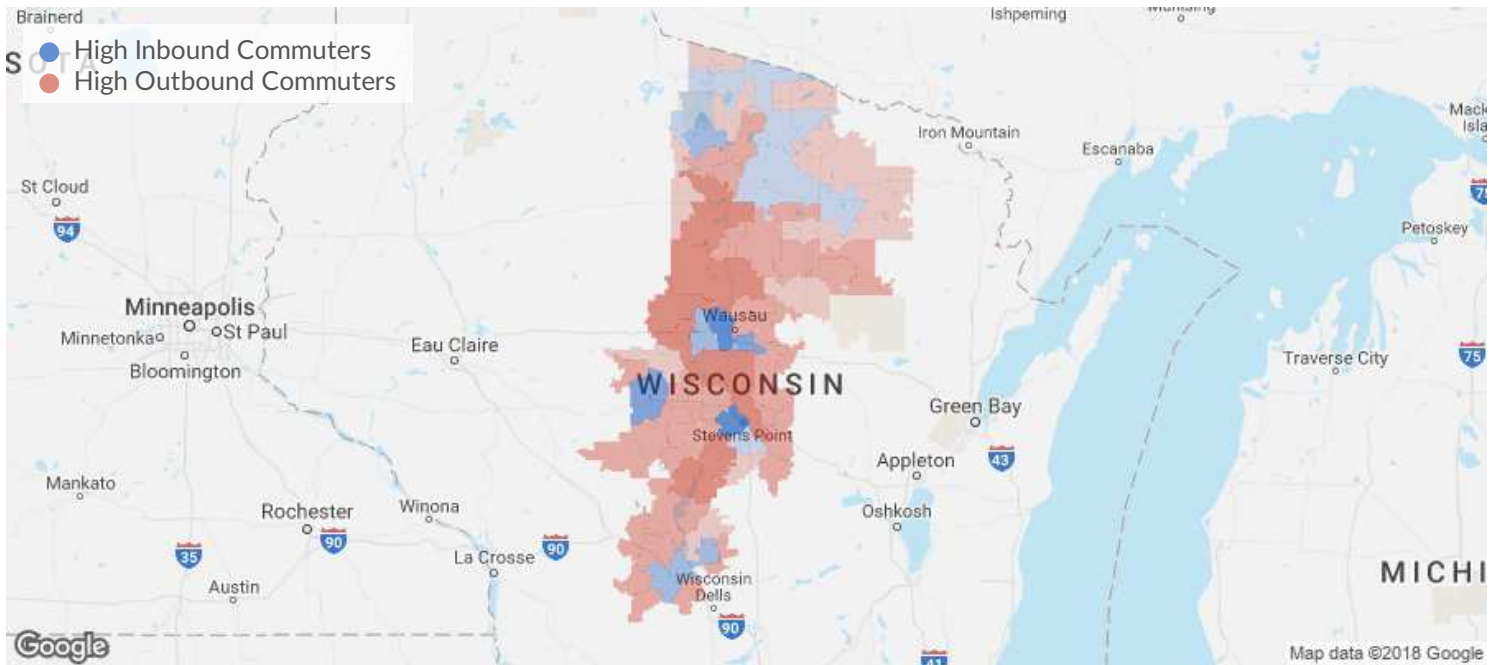 Brainerd
Ishpeming
Munising
High Inbound Commuters
SOTA
High Outbound Commuters
Iron Mountain
Escanaba
St Cloud
94
75
Petoskey
Minneapolis
Wausau
St Paul
Minnetonka
Eau Claire
Bloomington
Traverse City
75
WISCONSIN
Green Bay
Stevens Point
43
Appleton
Mankato
Oshkosh
Rochester
Winona
90
90
35
La Crosse
MICHI
Austin
Wisconsin
Dells
90
Google
41
Map data ©2018 Google